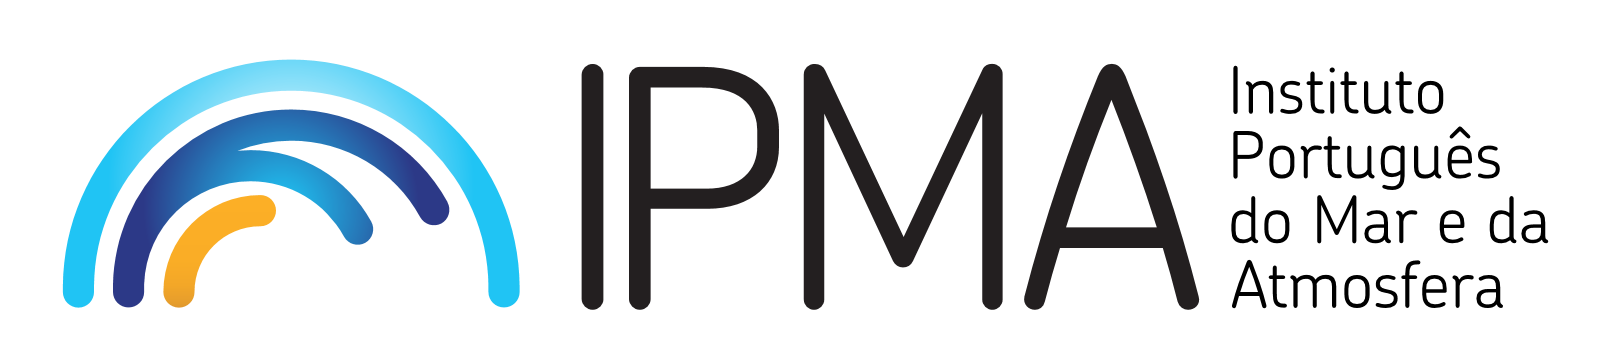 IPMA
Instituto
Português
do Mar e da
Atmosfera